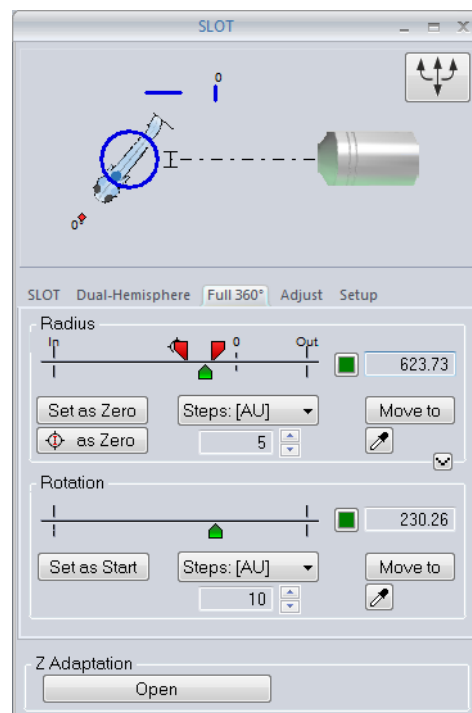 SLOT
0
0°
SLOT Dual-Hemisphere Full 360° Adjust Setup
Radius
In 0 Out
623.73
Set as Zero Steps: [AU] Move to
as Zero 5
Rotation
230.26
Set as Start Steps: [AU] Move to
10
Z Adaptation
Open